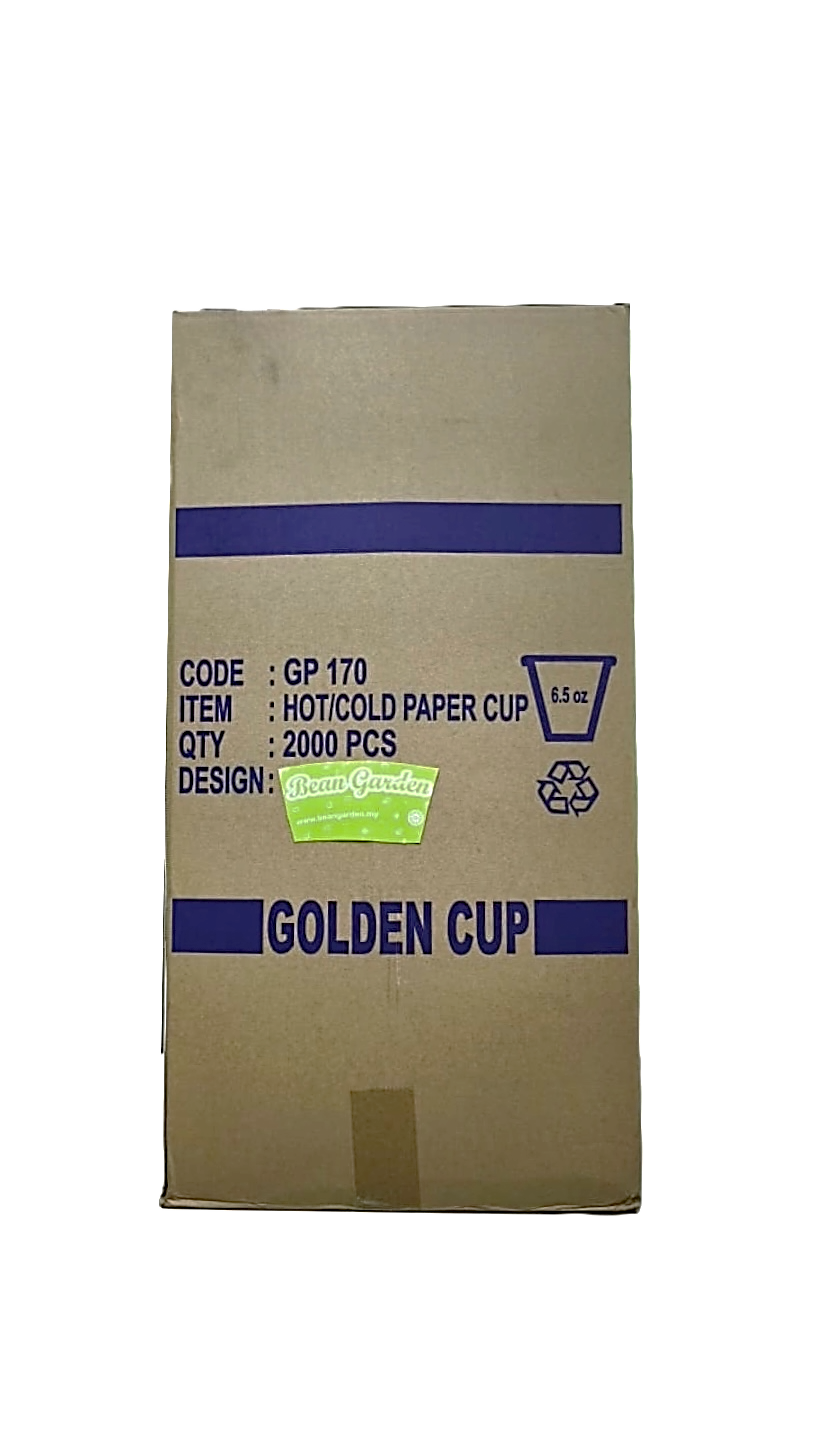 CODE : GP 170
ITEM : HOT/COLD PAPER CUP
6.5 oz
QTY : 2000 PCS
DESIGN :
Bean Garden
www.beangarden.my
GOLDEN CUP